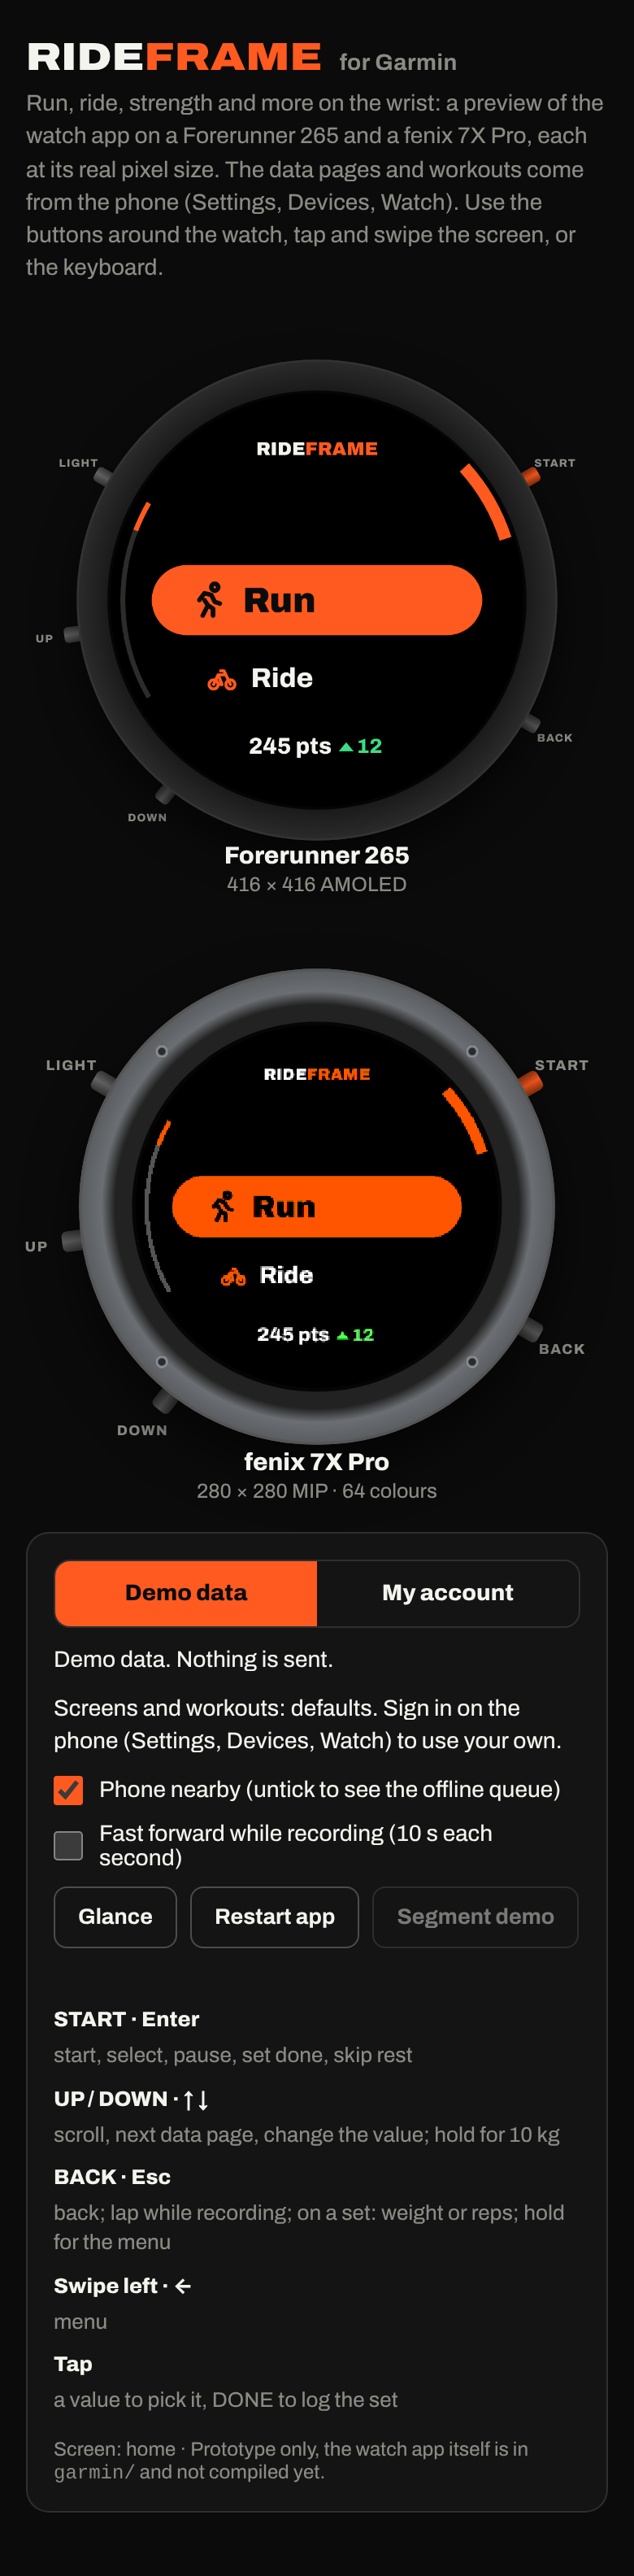 RIDEFRAME for Garmin
Run, ride, strength and more on the wrist: a preview of the
watch app on a Forerunner 265 and a fenix 7X Pro, each
at its real pixel size. The data pages and workouts come
from the phone (Settings, Devices, Watch). Use the
buttons around the watch, tap and swipe the screen, or
the keyboard.
RIDEFRAME
LIGHT
START
Run
UP
Ride
BACK
245 pts ▲12
DOWN
Forerunner 265
416 × 416 AMOLED
LIGHT
START
RIDEFRAME
Run
UP
Ride
245 pts ▲12
BACK
DOWN
fenix 7X Pro
280 × 280 MIP · 64 colours
Demo data
My account
Demo data. Nothing is sent.
Screens and workouts: defaults. Sign in on the
phone (Settings, Devices, Watch) to use your own.
Phone nearby (untick to see the offline queue)
Fast forward while recording (10 s each
second)
Glance
Restart app
Segment demo
START · Enter
start, select, pause, set done, skip rest
UP / DOWN · ↑ ↓
scroll, next data page, change the value; hold for 10 kg
BACK · Esc
back; lap while recording; on a set: weight or reps; hold
for the menu
Swipe left · ←
menu
Tap
a value to pick it, DONE to log the set
Screen: home · Prototype only, the watch app itself is in
garmin/ and not compiled yet.